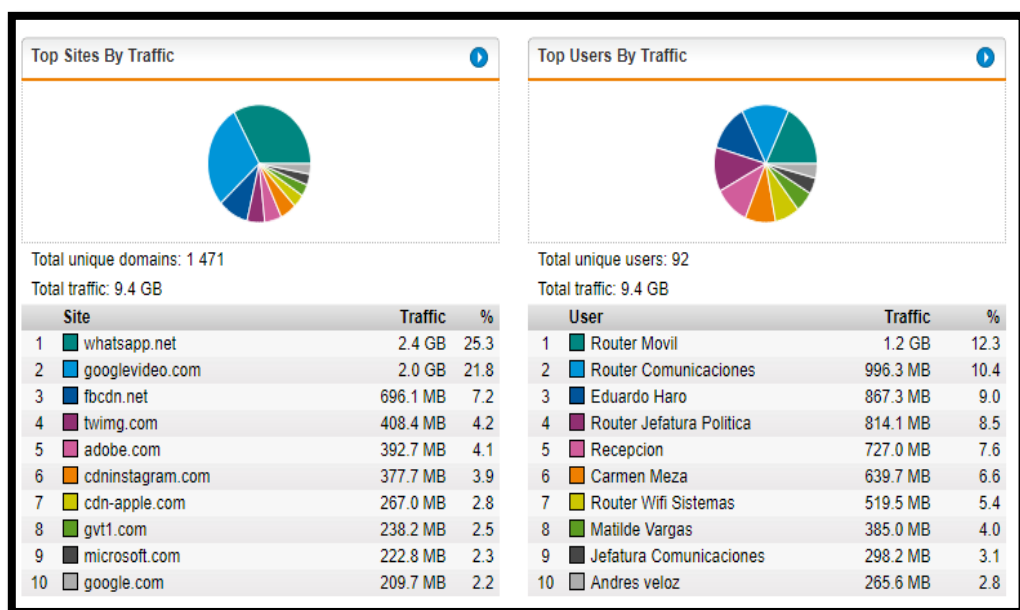 Top Sites By Traffic
Total unique domains: 1 471
Total traffic: 9.4 GB
Site Traffic %
1 whatsapp.net 2.4 GB 25.3
2 googlevideo.com 2.0 GB 21.8
3 fbcdn.net 696.1 MB 7.2
4 twimg.com 408.4 MB 4.2
5 adobe.com 392.7 MB 4.1
6 cdninstagram.com 377.7 MB 3.9
7 cdn-apple.com 267.0 MB 2.8
8 gvt1.com 238.2 MB 2.5
9 microsoft.com 222.8 MB 2.3
10 google.com 209.7 MB 2.2
Top Users By Traffic
Total unique users: 92
Total traffic: 9.4 GB
User Traffic %
1 Router Movil 1.2 GB 12.3
2 Router Comunicaciones 996.3 MB 10.4
3 Eduardo Haro 867.3 MB 9.0
4 Router Jefatura Politica 814.1 MB 8.5
5 Recepcion 727.0 MB 7.6
6 Carmen Meza 639.7 MB 6.6
7 Router Wifi Sistemas 519.5 MB 5.4
8 Matilde Vargas 385.0 MB 4.0
9 Jefatura Comunicaciones 298.2 MB 3.1
10 Andres veloz 265.6 MB 2.8